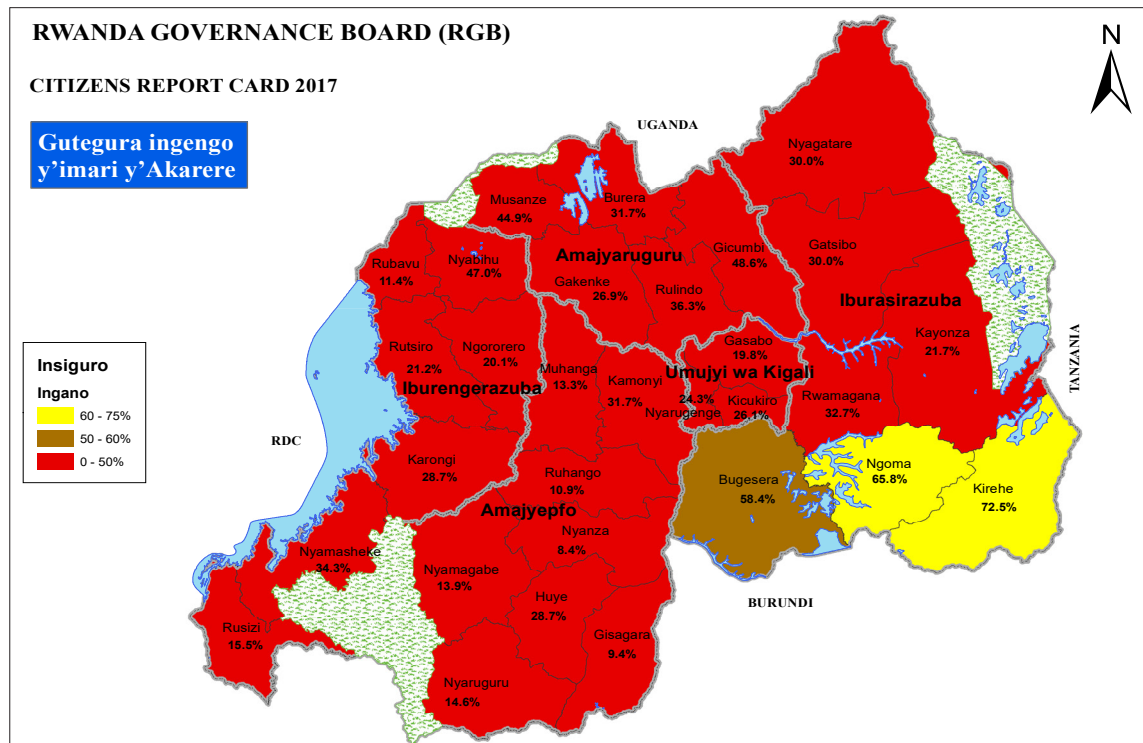 RWANDA GOVERNANCE BOARD (RGB)
N
CITIZENS REPORT CARD 2017
UGANDA
Gutegura ingengo
y'imari y'Akarere
Nyagatare
30.0%
Musanze
44.9%
Burera
31.7%
Gicumbi
48.6%
Gatsibo
30.0%
Amajyaruguru
Rubavu
11.4%
Nyabihu
47.0%
Gakenke
26.9%
Rulindo
36.3%
Iburasirazuba
Kayonza
21.7%
TANZANIA
Rutsiro
21.2%
Ngororero
20.1%
Iburengerazuba
Muhanga
13.3%
Kamonyi
31.7%
Gasabo
19.8%
Umujyi wa Kigali
24.3%
Nyarugenge
Kicukiro
26.1%
Rwamagana
32.7%
Insiguro
Ingano
60 - 75%
50 - 60%
0 - 50%
RDC
Karongi
28.7%
Ruhango
10.9%
Bugesera
58.4%
Ngoma
65.8%
Kirehe
72.5%
Amajyepfo
Nyanza
8.4%
Nyamasheke
34.3%
Nyamagabe
13.9%
Huye
28.7%
BURUNDI
Rusizi
15.5%
Gisagara
9.4%
Nyaruguru
14.6%